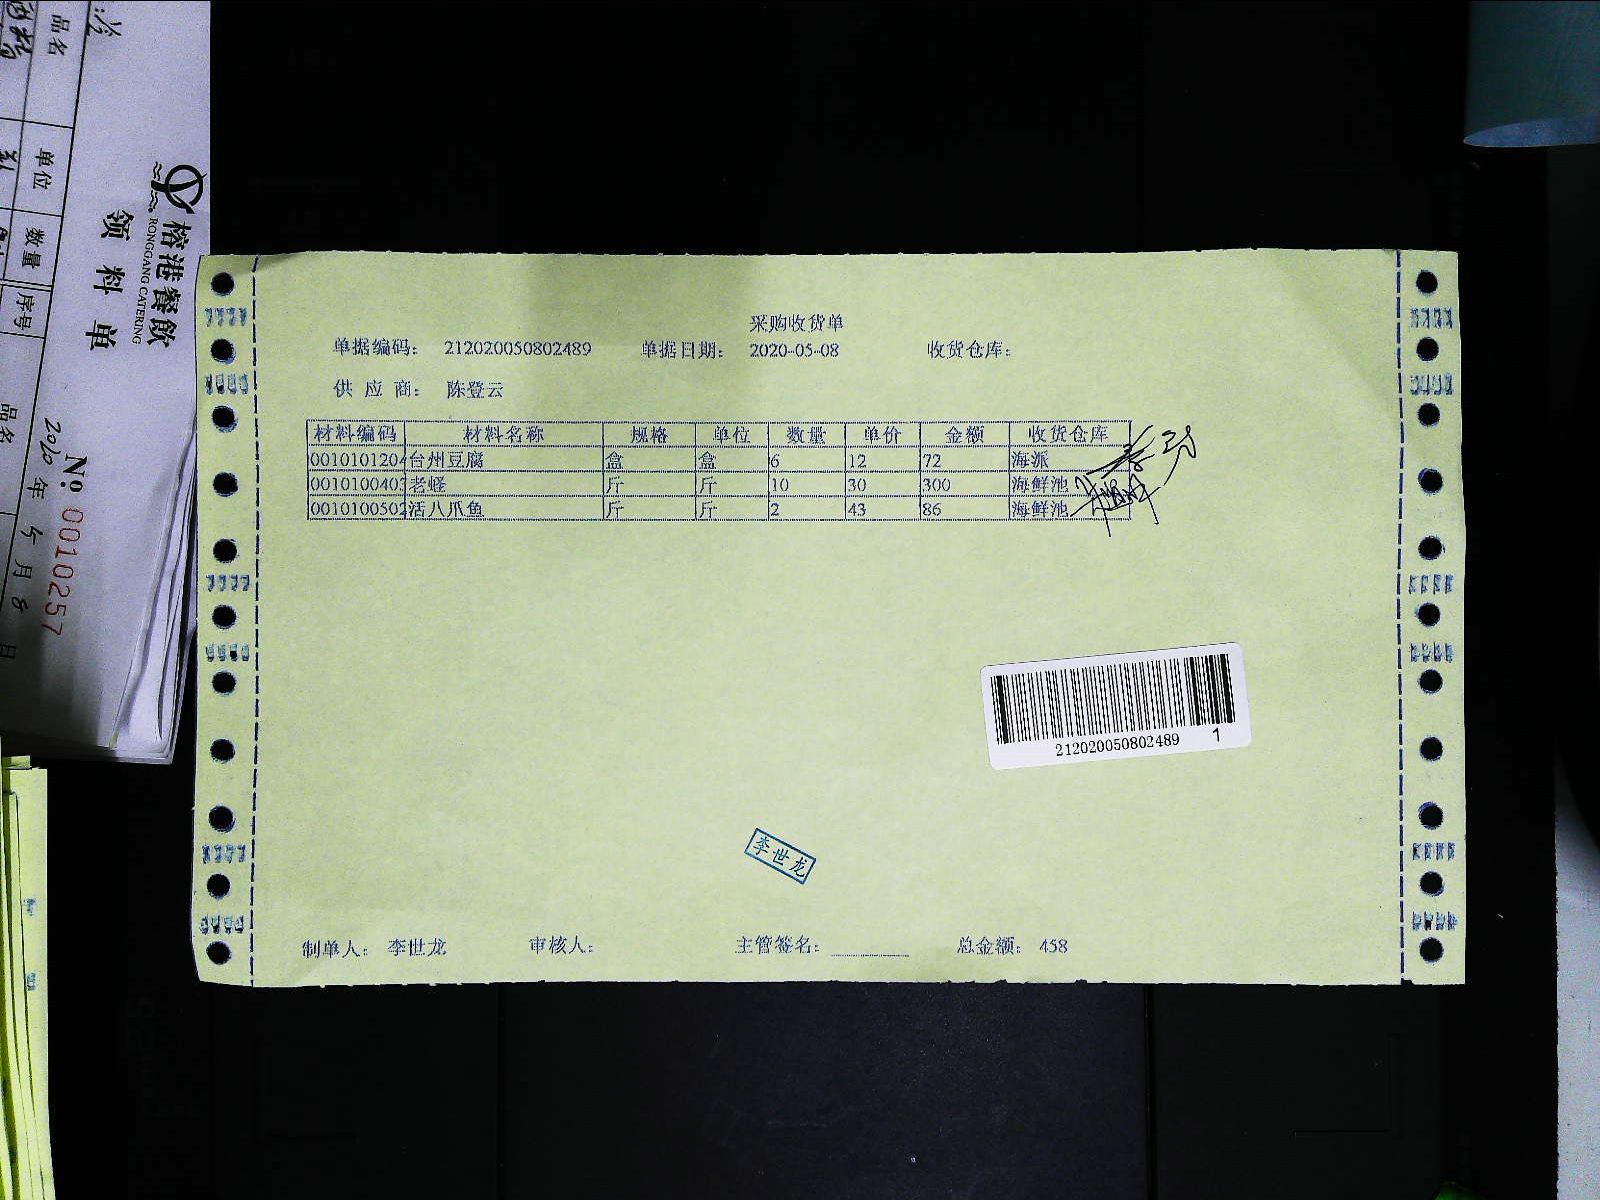 采购收货单
单据编码： 212020050802489 单据日期： 2020-05-08 收货仓库：
供 应 商： 陈登云
材料编码 材料名称 规格 单位 数量 单价 金额 收货仓库
0010101204 台州豆腐 盒 盒 6 12 72 海派
0010100403 老蛏 斤 斤 10 30 300 海鲜池
0010100502 活八爪鱼 斤 斤 2 43 86 海鲜池
212020050802489 1
李世龙
制单人： 李世龙 审核人： 主管签名： 总金额： 458
榕港餐飲
RONGGANG CATERING
领料单
№ 0010257
2020 年 5 月 8 日
品名 单位 数量 序号 品名